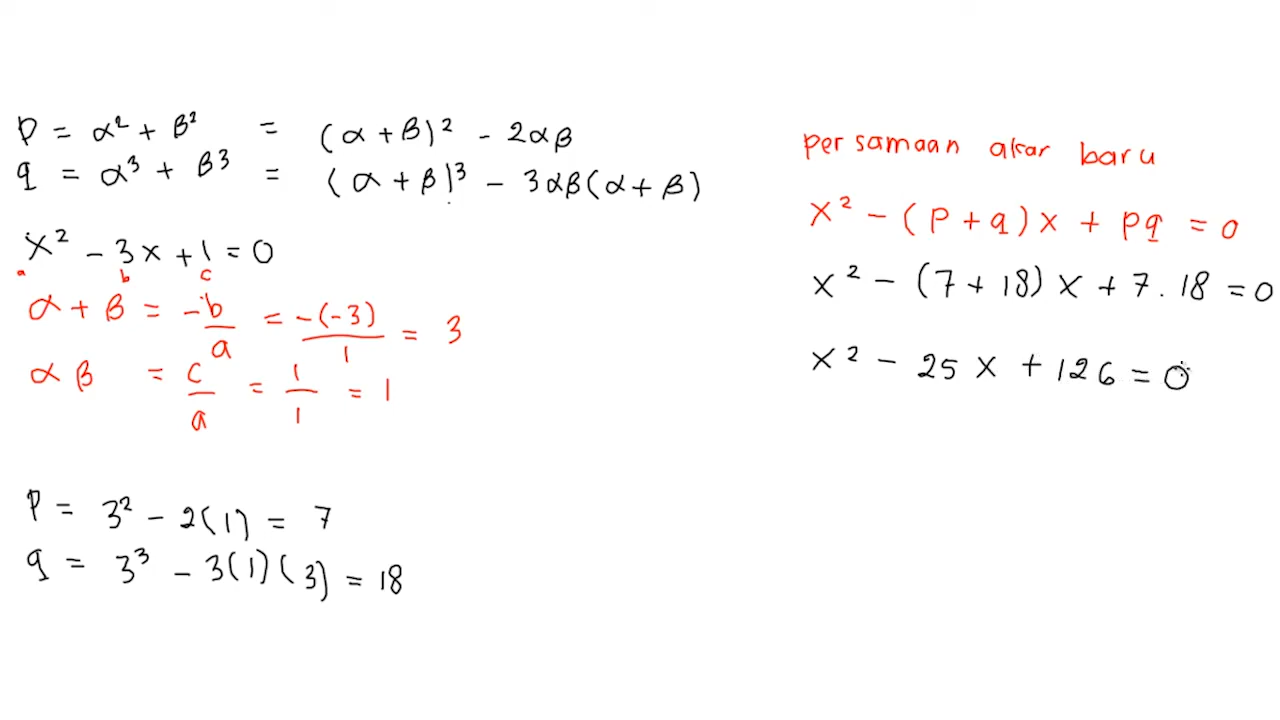 p = α² + β² = (α + β)² - 2αβ
q = α³ + β³ = (α + β)³ - 3αβ(α + β)
x² - 3x + 1 = 0
a b c
α + β = -b/a = -(-3)/1 = 3
αβ = c/a = 1/1 = 1
p = 3² - 2(1) = 7
q = 3³ - 3(1)(3) = 18
persamaan akar baru
x² - (p + q)x + pq = 0
x² - (7 + 18)x + 7 . 18 = 0
x² - 25x + 126 = 0